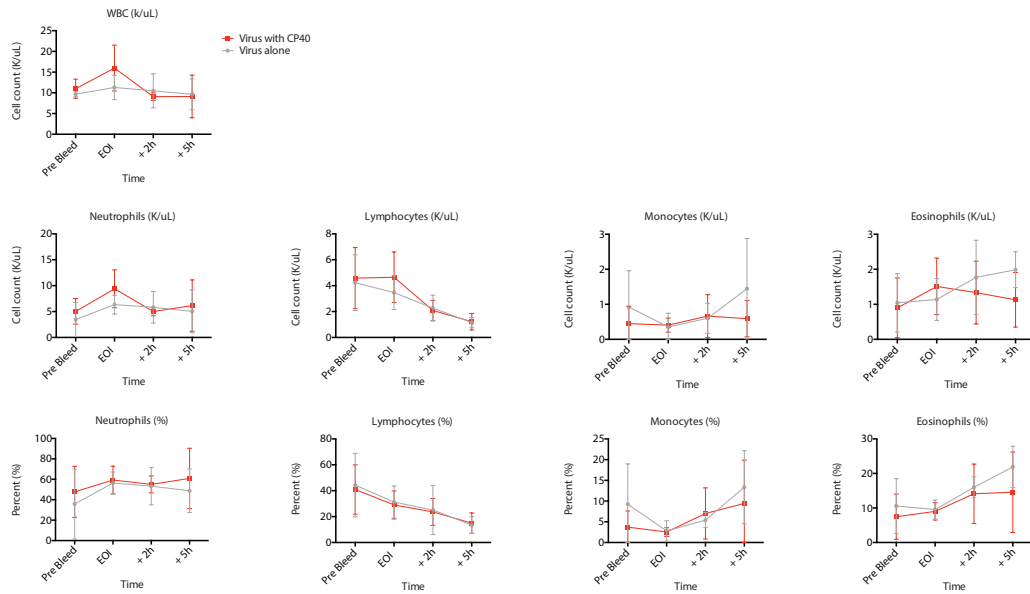 WBC (k/uL)
Cell count (K/uL)
25
20
15
10
5
0
Pre Bleed
EOI
+ 2h
+ 5h
Time
Virus with CP40
Virus alone
Neutrophils (K/uL)
Cell count (K/uL)
20
15
10
5
0
Pre Bleed
EOI
+ 2h
+ 5h
Time
Lymphocytes (K/uL)
Cell count (K/uL)
8
6
4
2
0
Pre Bleed
EOI
+ 2h
+ 5h
Time
Monocytes (K/uL)
Cell count (K/uL)
3
2
1
0
Pre Bleed
EOI
+ 2h
+ 5h
Time
Eosinophils (K/uL)
Cell count (K/uL)
3
2
1
0
Pre Bleed
EOI
+ 2h
+ 5h
Time
Neutrophils (%)
Percent (%)
100
80
60
40
20
0
Pre Bleed
EOI
+ 2h
+ 5h
Time
Lymphocytes (%)
Percent (%)
80
60
40
20
0
Pre Bleed
EOI
+ 2h
+ 5h
Time
Monocytes (%)
Percent (%)
25
20
15
10
5
0
Pre Bleed
EOI
+ 2h
+ 5h
Time
Eosinophils (%)
Percent (%)
30
20
10
0
Pre Bleed
EOI
+ 2h
+ 5h
Time